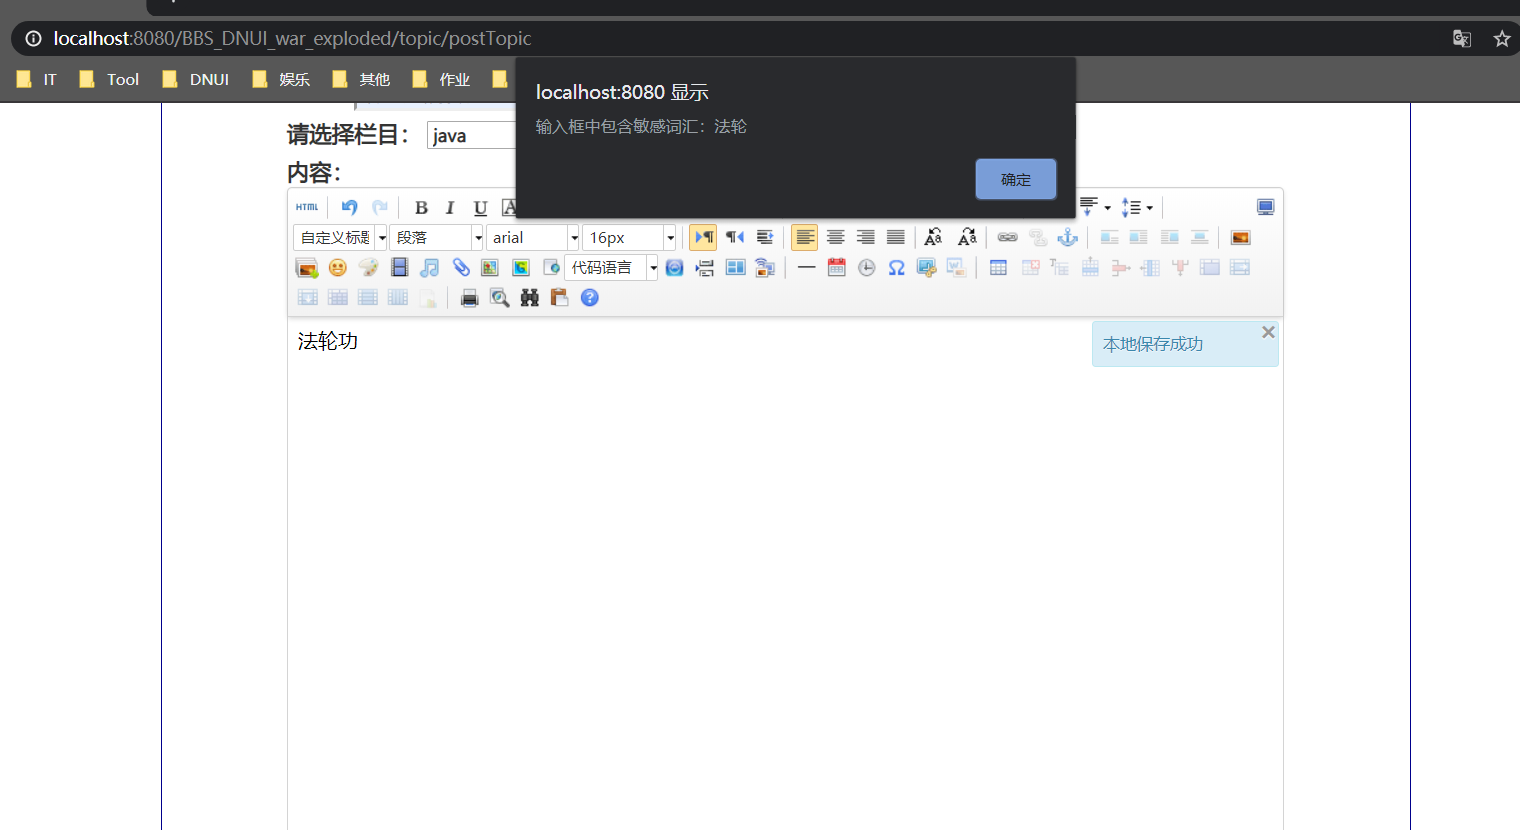 localhost:8080/BBS_DNUI_war_exploded/topic/postTopic
IT Tool DNUI 娱乐 其他 作业
localhost:8080 显示
输入框中包含敏感词汇：法轮
确定
请选择栏目： java
内容：
HTML B I U A
自定义标题 段落 arial 16px
代码语言
法轮功
本地保存成功